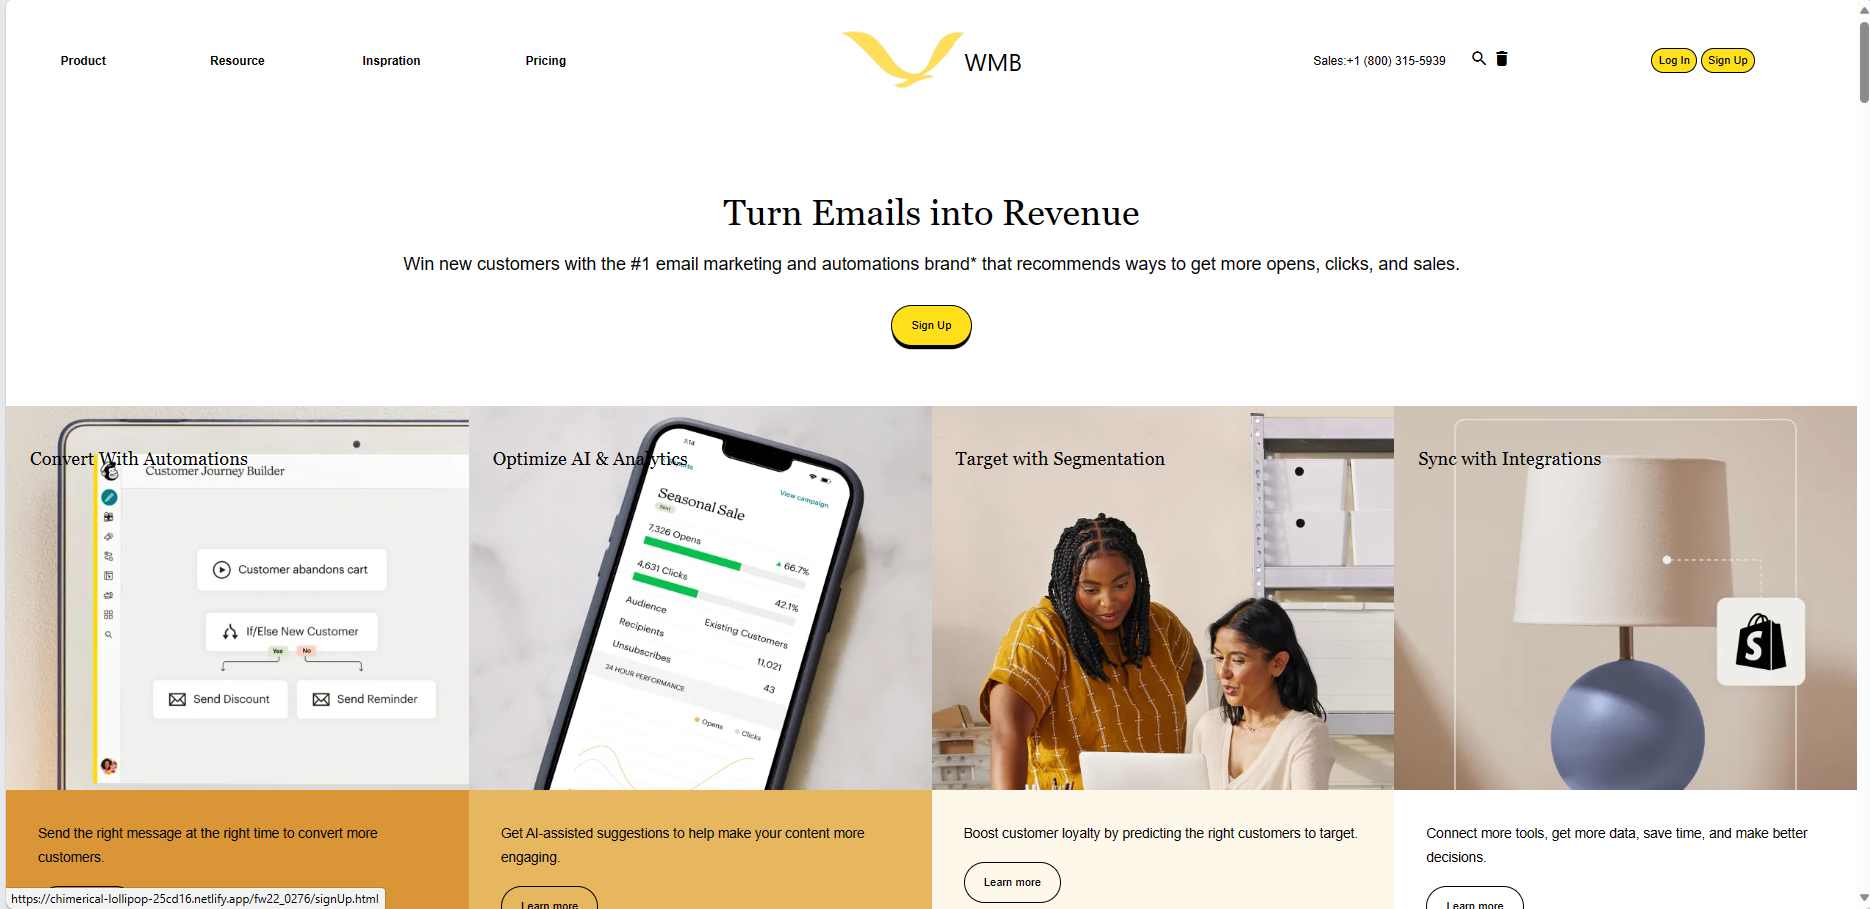 Product
Resource
Inspration
Pricing
WMB
Sales:+1 (800) 315-5939
Log In
Sign Up
Turn Emails into Revenue
Win new customers with the #1 email marketing and automations brand* that recommends ways to get more opens, clicks, and sales.
Sign Up
Convert With Automations
Customer Journey Builder
Customer abandons cart
If/Else New Customer
Yes
No
Send Discount
Send Reminder
Optimize AI & Analytics
7:14
View campaign
Seasonal Sale
Sent
7,326 Opens
66.7%
4,631 Clicks
42.1%
Audience
Existing Customers
Recipients
11,021
Unsubscribes
43
24 HOUR PERFORMANCE
Opens
Clicks
Target with Segmentation
Sync with Integrations
S
Send the right message at the right time to convert more
customers.
Get AI-assisted suggestions to help make your content more
engaging.
Learn more
Boost customer loyalty by predicting the right customers to target.
Learn more
Connect more tools, get more data, save time, and make better
decisions.
Learn more
https://chimerical-lollipop-25cd16.netlify.app/fw22_0276/signUp.html